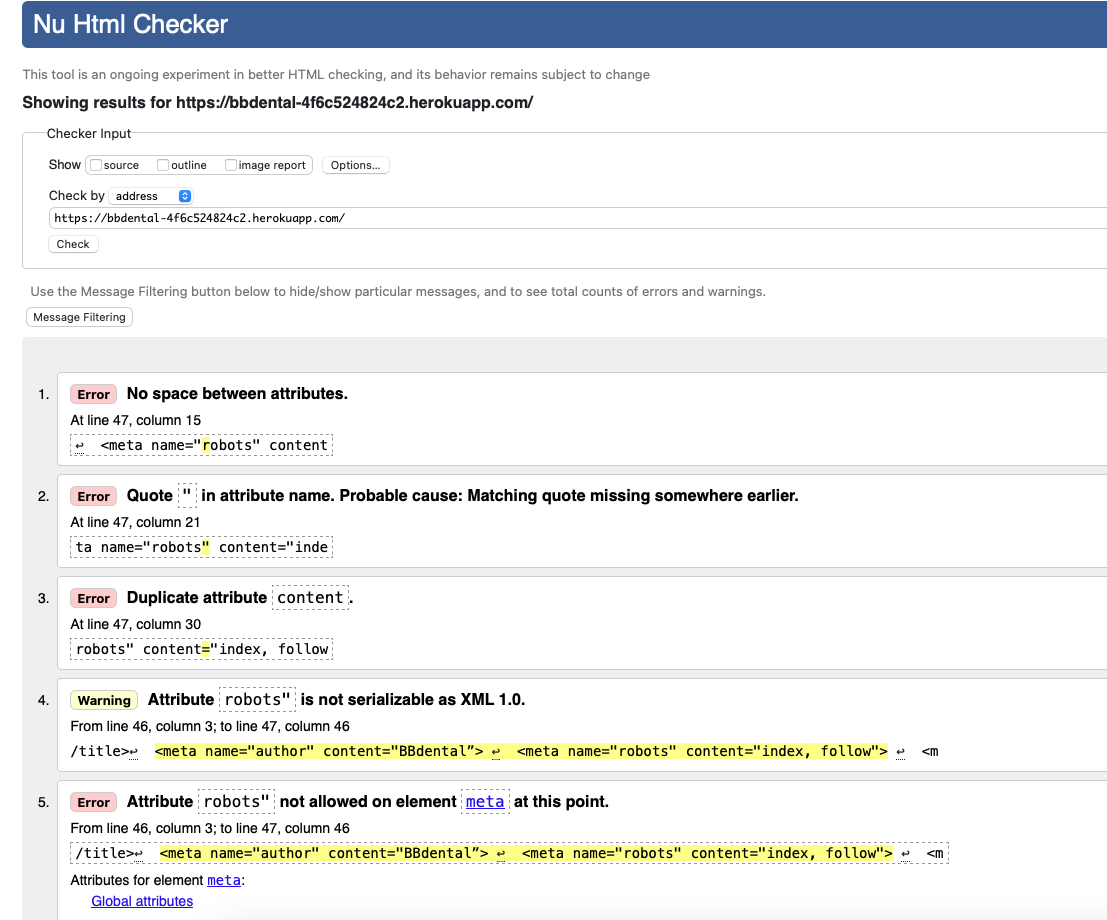 Nu Html Checker
This tool is an ongoing experiment in better HTML checking, and its behavior remains subject to change
Showing results for https://bbdental-4f6c524824c2.herokuapp.com/
Checker Input
Show source outline image report Options...
Check by address
https://bbdental-4f6c524824c2.herokuapp.com/
Check
Use the Message Filtering button below to hide/show particular messages, and to see total counts of errors and warnings.
Message Filtering
1. Error No space between attributes.
At line 47, column 15
↩ <meta name="robots" content
2. Error Quote " in attribute name. Probable cause: Matching quote missing somewhere earlier.
At line 47, column 21
ta name="robots" content="inde
3. Error Duplicate attribute content.
At line 47, column 30
robots" content="index, follow
4. Warning Attribute robots" is not serializable as XML 1.0.
From line 46, column 3; to line 47, column 46
/title>↩ <meta name="author" content="BBdental”> ↩ <meta name="robots" content="index, follow"> ↩ <m
5. Error Attribute robots" not allowed on element meta at this point.
From line 46, column 3; to line 47, column 46
/title>↩ <meta name="author" content="BBdental”> ↩ <meta name="robots" content="index, follow"> ↩ <m
Attributes for element meta:
Global attributes